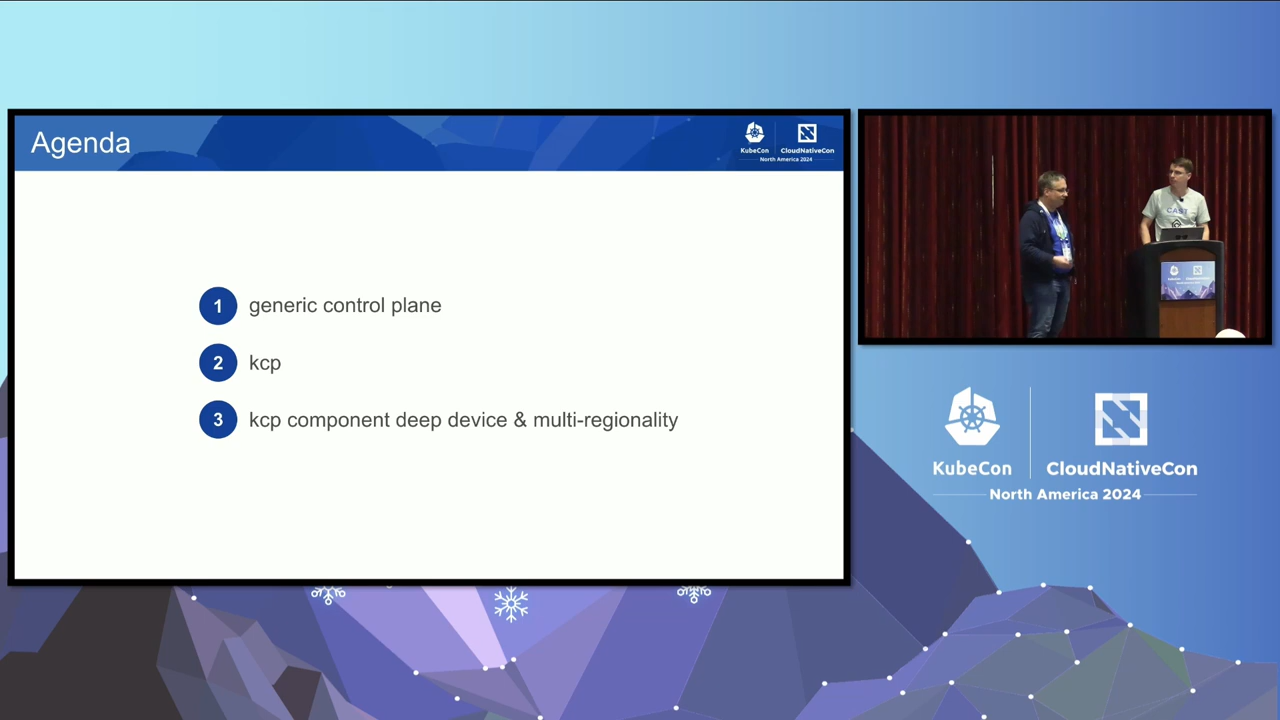 Agenda
KubeCon
CloudNativeCon
North America 2024
1 generic control plane
2 kcp
3 kcp component deep device & multi-regionality
CAST
KubeCon
CloudNativeCon
North America 2024